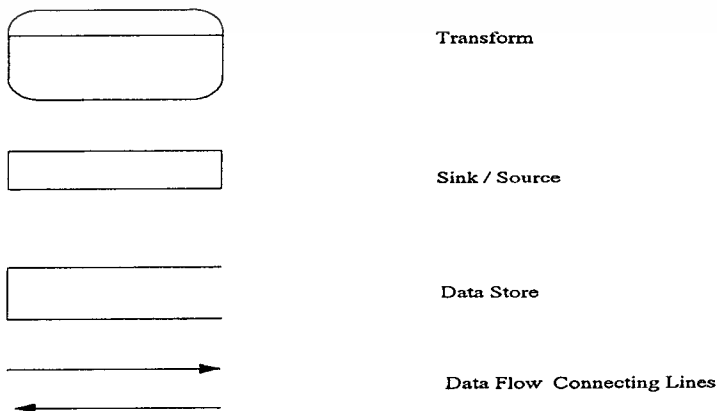 Transform
Sink / Source
Data Store
Data Flow Connecting Lines